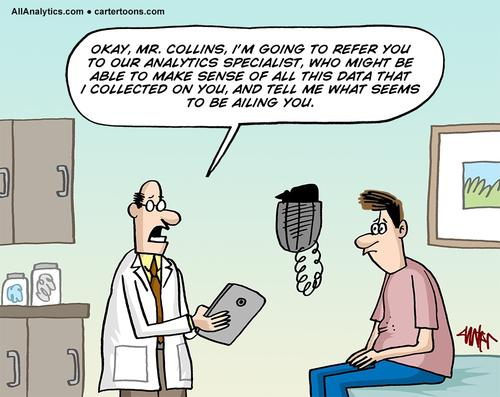 AllAnalytics.com • cartertoons.com
OKAY, MR. COLLINS, I'M GOING TO REFER YOU
TO OUR ANALYTICS SPECIALIST, WHO MIGHT BE
ABLE TO MAKE SENSE OF ALL THIS DATA THAT
I COLLECTED ON YOU, AND TELL ME WHAT SEEMS
TO BE AILING YOU.